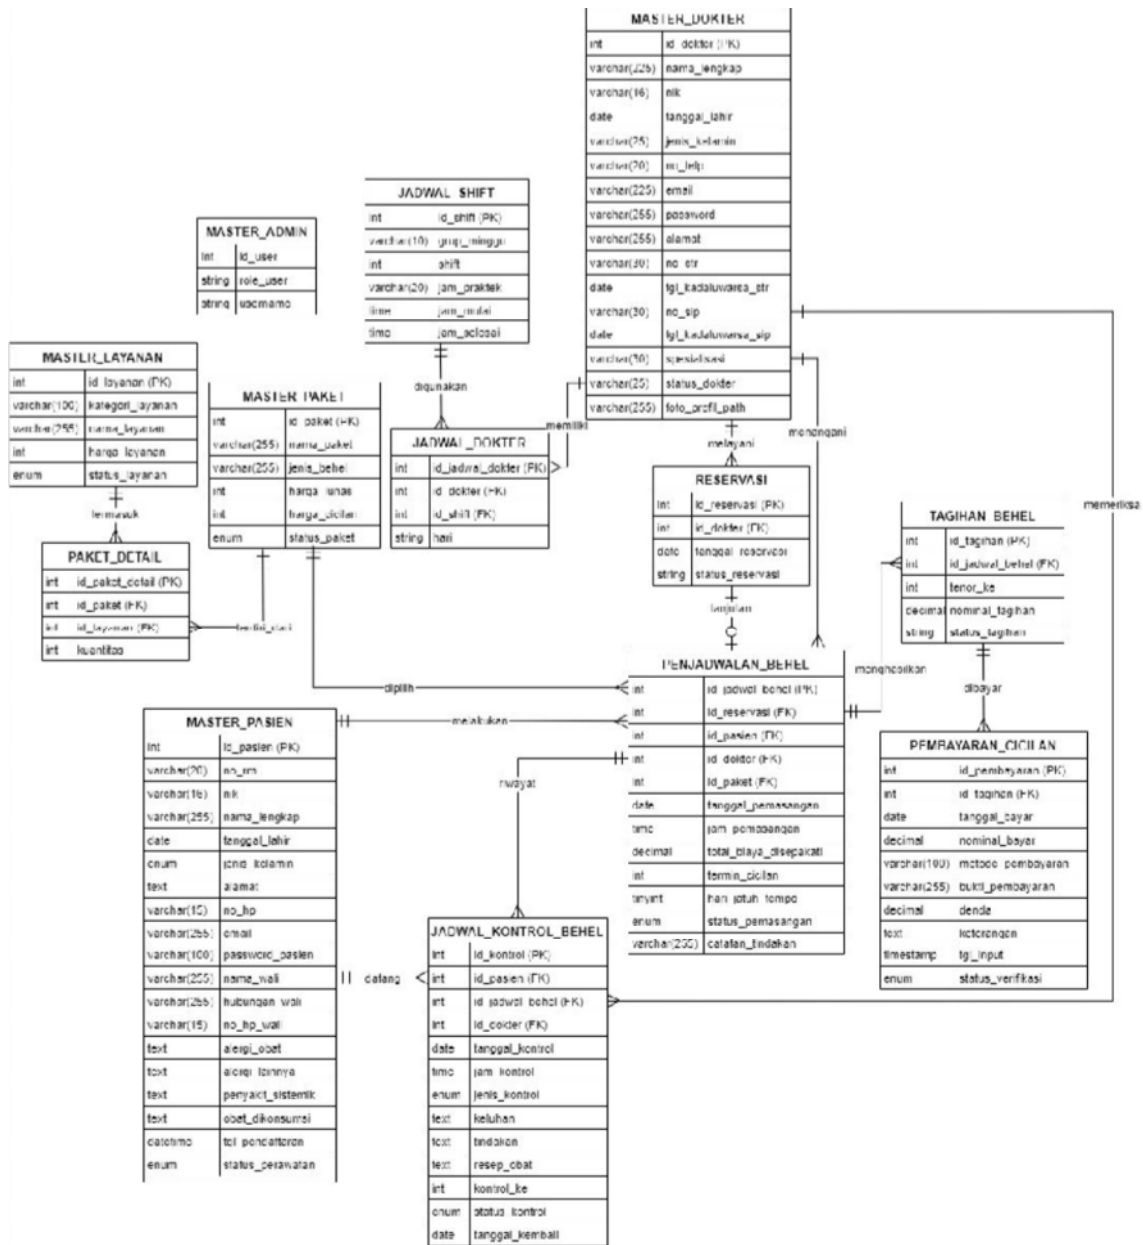 MASTER_DOKTER
int id_dokter (PK)
varchar(225) nama_lengkap
varchar(16) nik
date tanggal_lahir
varchar(25) jenis_kelamin
varchar(20) no_telp
varchar(225) email
varchar(255) password
varchar(255) alamat
varchar(30) no_str
date tgl_kadaluwarsa_str
varchar(30) no_sip
date tgl_kadaluwarsa_sip
varchar(30) spesialisasi
varchar(25) status_dokter
varchar(255) foto_profil_path
JADWAL_SHIFT
int id_shift (PK)
varchar(10) grup_minggu
int shift
varchar(20) jam_praktek
time jam_mulai
time jam_selesai
MASTER_ADMIN
int id_user
string role_user
string username
MASTER_LAYANAN
int id_layanan (PK)
varchar(100) kategori_layanan
varchar(255) nama_layanan
int harga_layanan
enum status_layanan
MASTER_PAKET
int id_paket (PK)
varchar(255) nama_paket
varchar(255) jenis_behel
int harga_lunas
int harga_cicilan
enum status_paket
digunakan
JADWAL_DOKTER
int id_jadwal_dokter (PK)
int id_dokter (FK)
int id_shift (FK)
string hari
memiliki
melayani
menangani
memeriksa
RESERVASI
int id_reservasi (PK)
int id_dokter (FK)
date tanggal_reservasi
string status_reservasi
TAGIHAN_BEHEL
int id_tagihan (PK)
int id_jadwal_behel (FK)
int tenor_ke
decimal nominal_tagihan
string status_tagihan
termasuk
PAKET_DETAIL
int id_paket_detail (PK)
int id_paket (FK)
int id_layanan (FK)
int kuantitas
terdiri_dari
lanjutan
dipilih
melakukan
menghasilkan
dibayar
PENJADWALAN_BEHEL
int id_jadwal_behel (PK)
int id_reservasi (FK)
int id_pasien (FK)
int id_dokter (FK)
int id_paket (FK)
date tanggal_pemasangan
time jam_pemasangan
decimal total_biaya_disepakati
int termin_cicilan
tinyint hari_jatuh_tempo
enum status_pemasangan
varchar(255) catatan_tindakan
MASTER_PASIEN
int id_pasien (PK)
varchar(20) no_rm
varchar(16) nik
varchar(255) nama_lengkap
date tanggal_lahir
enum jenis_kelamin
text alamat
varchar(15) no_hp
varchar(255) email
varchar(100) password_pasien
varchar(255) nama_wali
varchar(255) hubungan_wali
varchar(15) no_hp_wali
text alergi_obat
text alergi_lainnya
text penyakit_sistemik
text obat_dikonsumsi
datetime tgl_pendaftaran
enum status_perawatan
riwayat
datang
PEMBAYARAN_CICILAN
int id_pembayaran (PK)
int id_tagihan (FK)
date tanggal_bayar
decimal nominal_bayar
varchar(100) metode_pembayaran
varchar(255) bukti_pembayaran
decimal denda
text keterangan
timestamp tgl_input
enum status_verifikasi
JADWAL_KONTROL_BEHEL
int id_kontrol (PK)
int id_pasien (FK)
int id_jadwal_behel (FK)
int id_dokter (FK)
date tanggal_kontrol
time jam_kontrol
enum jenis_kontrol
text keluhan
text tindakan
text resep_obat
int kontrol_ke
enum status_kontrol
date tanggal_kembali